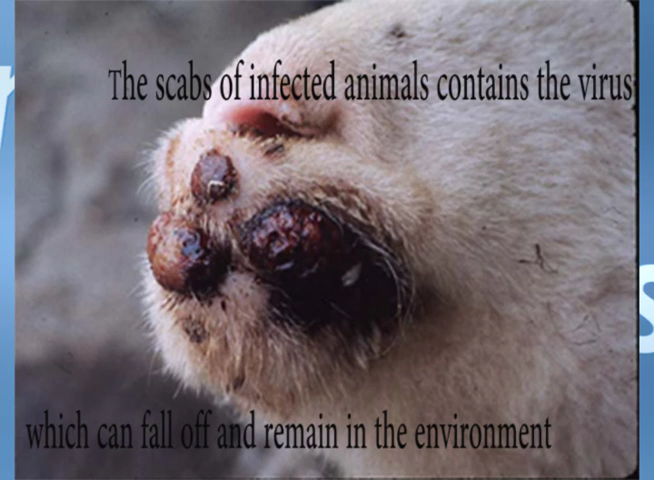 The scabs of infected animals contains the virus
which can fall off and remain in the environment